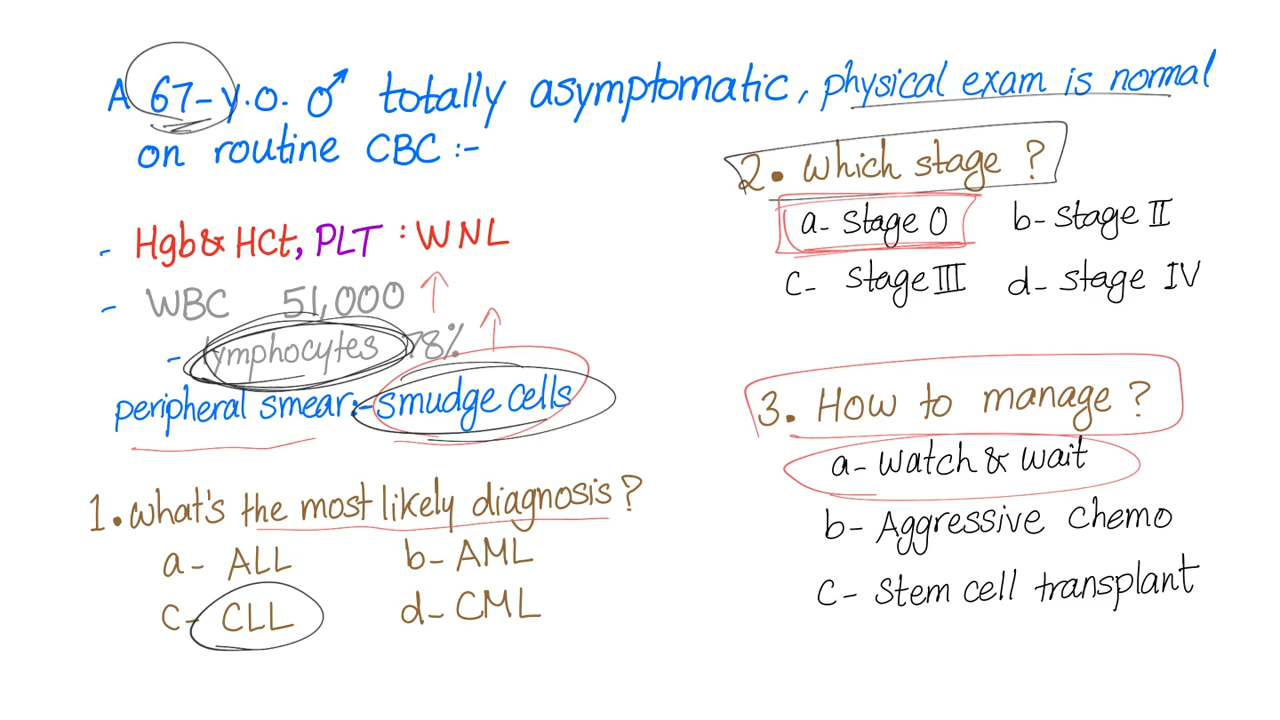 A 67-y.o. ♂ totally asymptomatic, physical exam is normal
on routine CBC :-
- Hgb & Hct, PLT : WNL
- WBC 51,000 ↑
- lymphocytes 78% ↑
peripheral smear:- smudge cells
1. What's the most likely diagnosis?
a- ALL b- AML
c- CLL d- CML
2. Which stage ?
a- Stage 0 b- Stage II
c- Stage III d- Stage IV
3. How to manage ?
a- Watch & wait
b- Aggressive chemo
c- Stem cell transplant